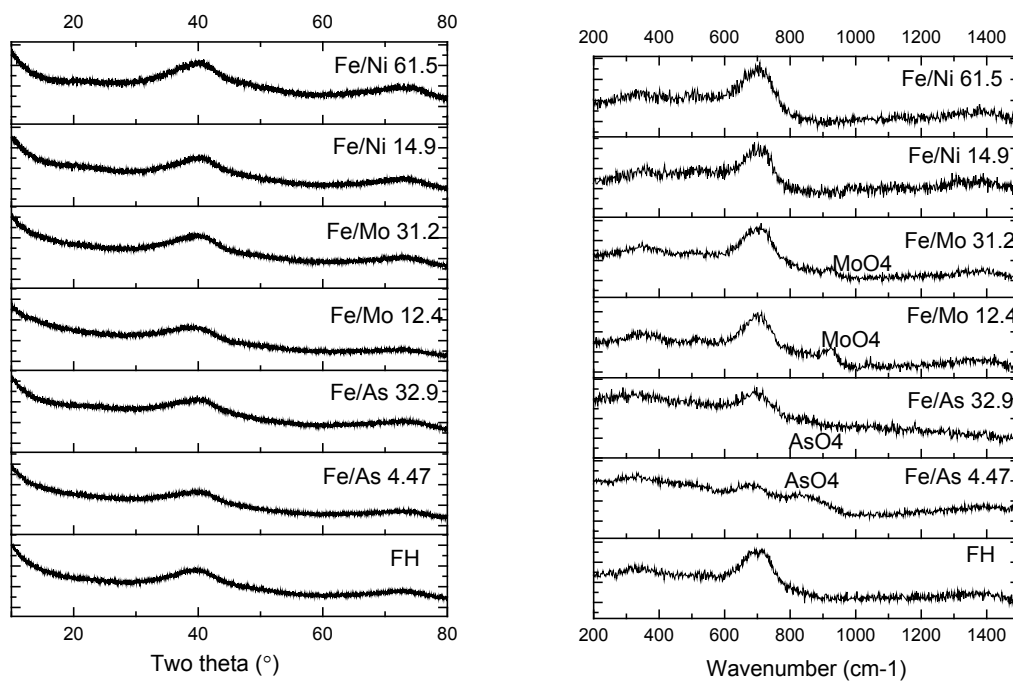 20 40 60 80
Fe/Ni 61.5
Fe/Ni 14.9
Fe/Mo 31.2
Fe/Mo 12.4
Fe/As 32.9
Fe/As 4.47
FH
20 40 60 80
Two theta (°)
200 400 600 800 1000 1200 1400
Fe/Ni 61.5
Fe/Ni 14.9
Fe/Mo 31.2
MoO4
Fe/Mo 12.4
MoO4
Fe/As 32.9
AsO4
Fe/As 4.47
AsO4
FH
200 400 600 800 1000 1200 1400
Wavenumber (cm-1)